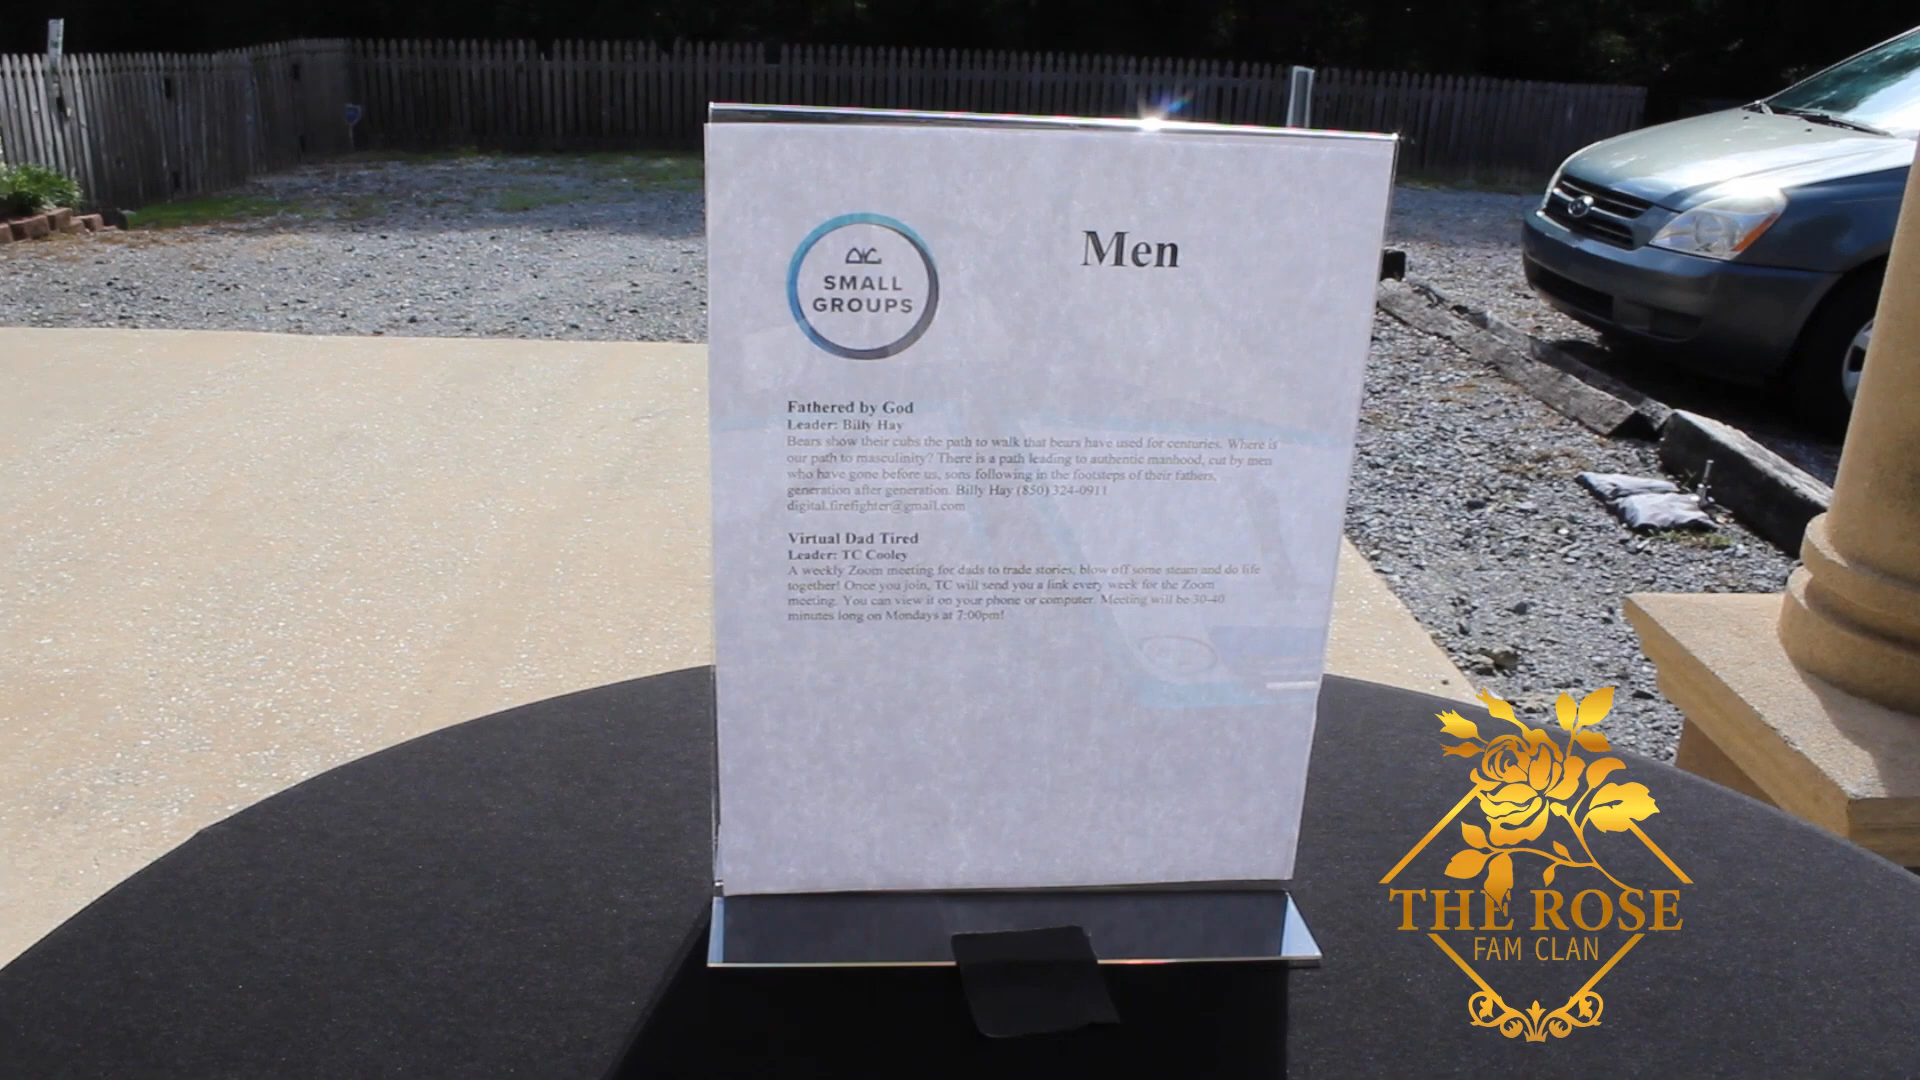 Men
SMALL
GROUPS
Fathered by God
Leader: Billy Hay
Bears show their cubs the path to walk that bears have used for centuries. Where is
our path to masculinity? There is a path leading to authentic manhood, cut by men
who have gone before us, sons following in the footsteps of their fathers,
generation after generation. Billy Hay (850) 324-0911
digital.firefighter@gmail.com
Virtual Dad Tired
Leader: TC Cooley
A weekly Zoom meeting for dads to trade stories, blow off some steam and do life
together! Once you join, TC will send you a link every week for the Zoom
meeting. You can view it on your phone or computer. Meeting will be 30-40
minutes long on Mondays at 7:00pm!
THE ROSE
FAM CLAN